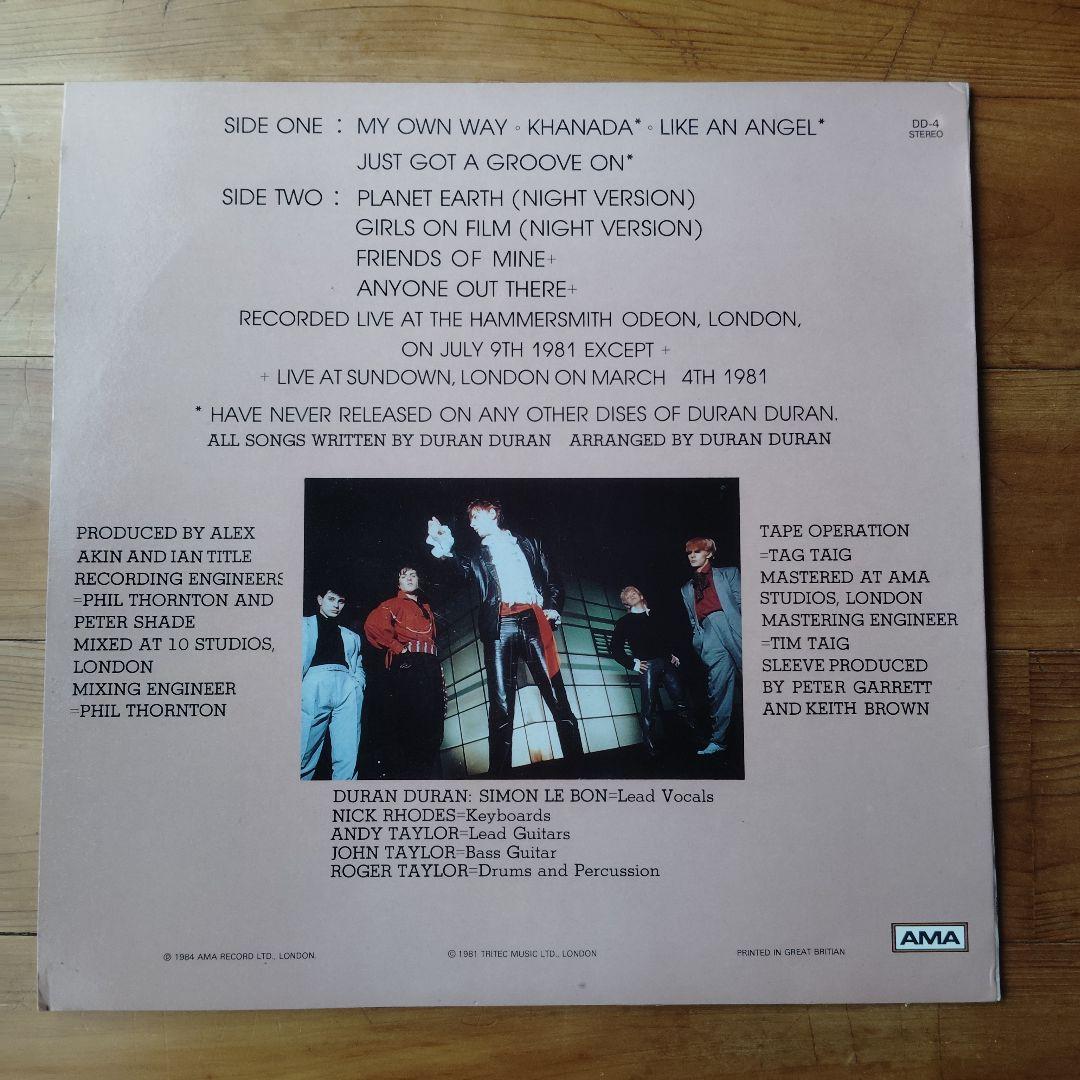 SIDE ONE : MY OWN WAY ◦ KHANADA* ◦ LIKE AN ANGEL*
JUST GOT A GROOVE ON*
DD-4
STEREO
SIDE TWO : PLANET EARTH (NIGHT VERSION)
GIRLS ON FILM (NIGHT VERSION)
FRIENDS OF MINE+
ANYONE OUT THERE+
RECORDED LIVE AT THE HAMMERSMITH ODEON, LONDON,
ON JULY 9TH 1981 EXCEPT +
+ LIVE AT SUNDOWN, LONDON ON MARCH 4TH 1981
* HAVE NEVER RELEASED ON ANY OTHER DISES OF DURAN DURAN.
ALL SONGS WRITTEN BY DURAN DURAN ARRANGED BY DURAN DURAN
PRODUCED BY ALEX
AKIN AND IAN TITLE
RECORDING ENGINEERS
=PHIL THORNTON AND
PETER SHADE
MIXED AT 10 STUDIOS,
LONDON
MIXING ENGINEER
=PHIL THORNTON
TAPE OPERATION
=TAG TAIG
MASTERED AT AMA
STUDIOS, LONDON
MASTERING ENGINEER
=TIM TAIG
SLEEVE PRODUCED
BY PETER GARRETT
AND KEITH BROWN
DURAN DURAN: SIMON LE BON=Lead Vocals
NICK RHODES=Keyboards
ANDY TAYLOR=Lead Guitars
JOHN TAYLOR=Bass Guitar
ROGER TAYLOR=Drums and Percussion
℗ 1984 AMA RECORD LTD., LONDON.
© 1981 TRITEC MUSIC LTD., LONDON
PRINTED IN GREAT BRITIAN
AMA